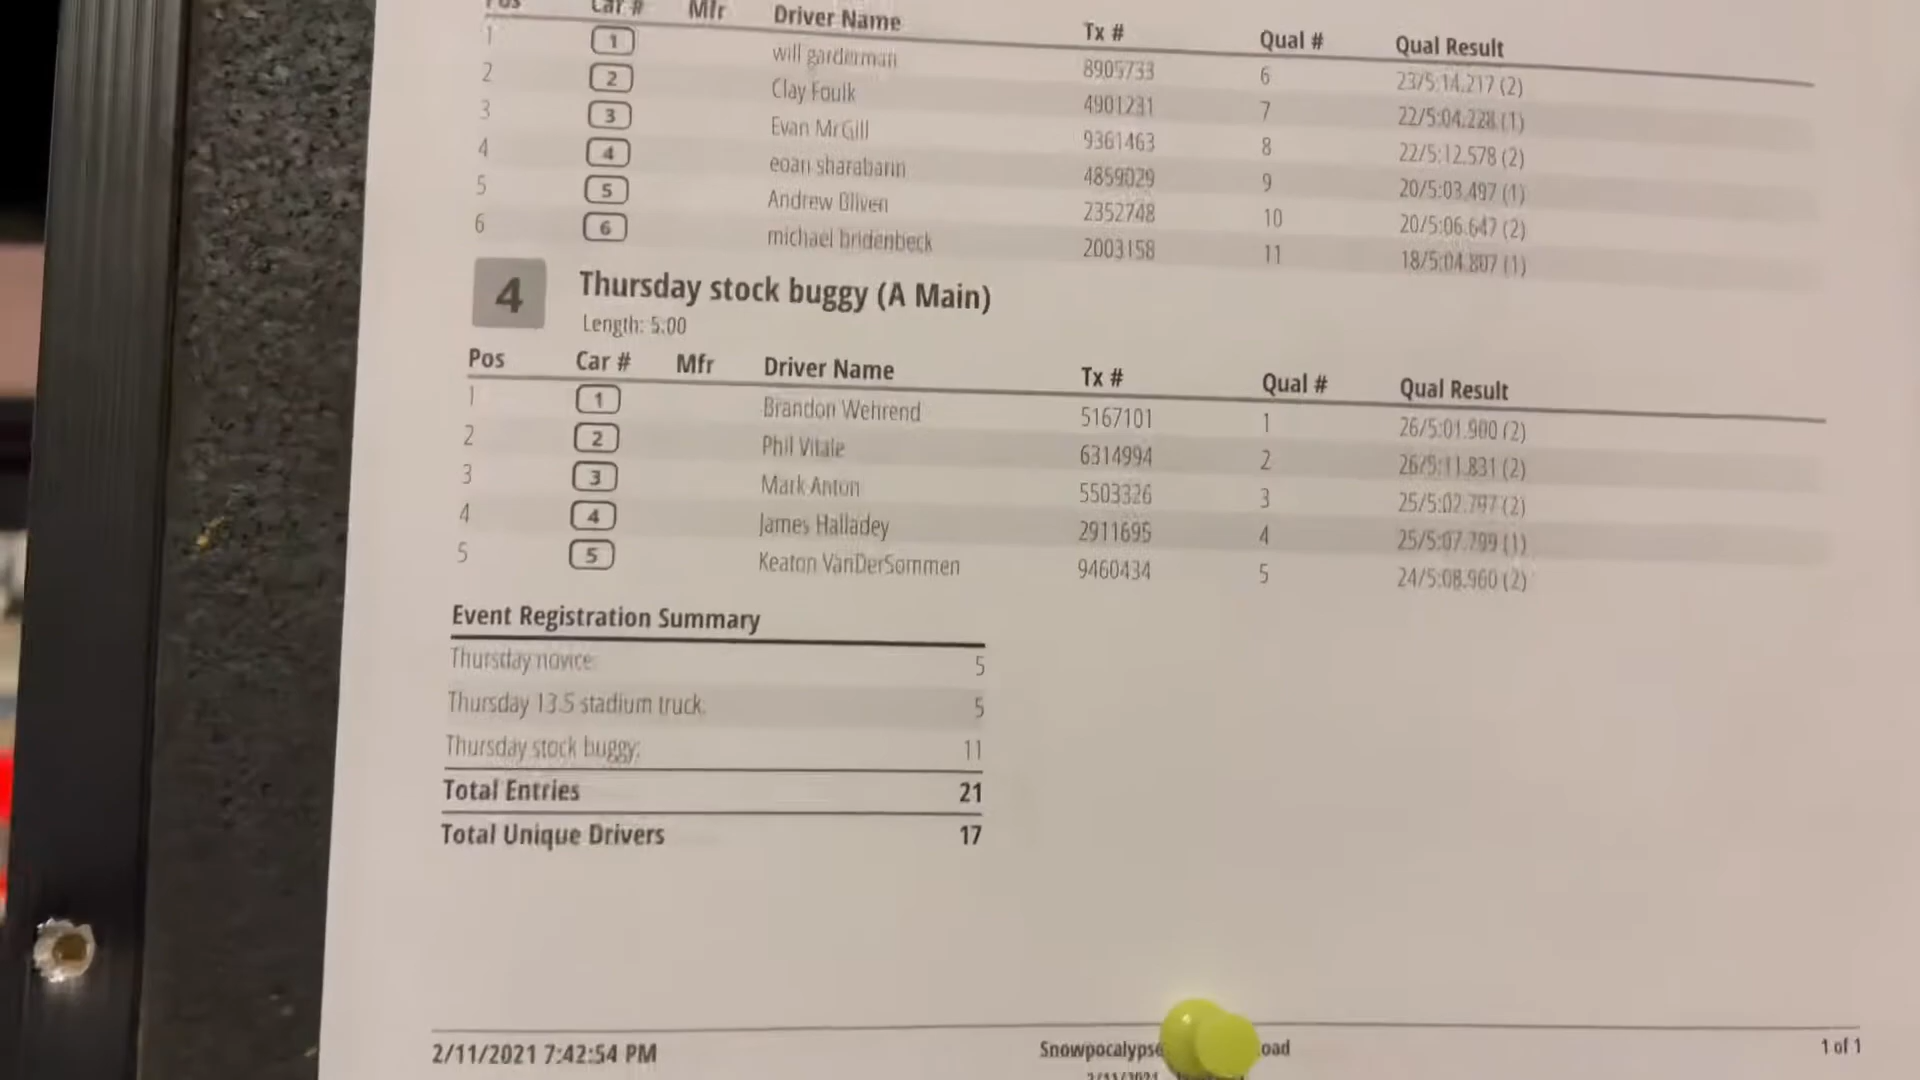 Pos Car # Mfr Driver Name Tx # Qual # Qual Result
1 1 will garderman 8905733 6 23/5:14.217 (2)
2 2 Clay Foulk 4901231 7 22/5:04.228 (1)
3 3 Evan McGill 9361463 8 22/5:12.578 (2)
4 4 eoan sharabarin 4859029 9 20/5:03.497 (1)
5 5 Andrew Oliven 2352748 10 20/5:06.647 (2)
6 6 michael bridenbeck 2003158 11 18/5:04.807 (1)
4 Thursday stock buggy (A Main)
Length: 5:00
Pos Car # Mfr Driver Name Tx # Qual # Qual Result
1 1 Brandon Wehrend 5167101 1 26/5:01.900 (2)
2 2 Phil Vitale 6314994 2 26/5:11.831 (2)
3 3 Mark Anton 5503326 3 25/5:02.797 (2)
4 4 James Halladey 2911695 4 25/5:07.799 (1)
5 5 Keaton VanDerSommen 9460434 5 24/5:08.960 (2)
Event Registration Summary
Thursday novice: 5
Thursday 13.5 stadium truck: 5
Thursday stock buggy: 11
Total Entries 21
Total Unique Drivers 17
2/11/2021 7:42:54 PM Snowpocalypse oad 1 of 1